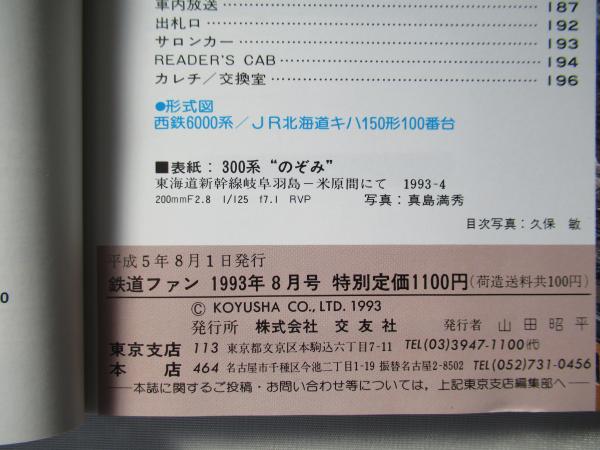 車内放送 187
出札口 192
サロンカー 193
READER'S CAB 194
カレチ/交換室 196
●形式図
西鉄6000系/JR北海道キハ150形100番台
■表紙：300系“のぞみ”
東海道新幹線岐阜羽島－米原間にて 1993-4
200mmF2.8 1/125 f7.1 RVP 写真：真島満秀
目次写真：久保 敏
平成5年8月1日発行
鉄道ファン 1993年8月号 特別定価1100円(荷造送料共100円)
© KOYUSHA CO., LTD. 1993
発行所 株式会社 交友社 発行者 山田昭平
東京支店 113 東京都文京区本駒込六丁目7-11 TEL(03)3947-1100㈹
本店 464 名古屋市千種区今池二丁目1-19 振替名古屋2-8502 TEL(052)731-0456
―本誌に関するご投稿・お問い合わせ等については，上記東京支店編集部へ―
0